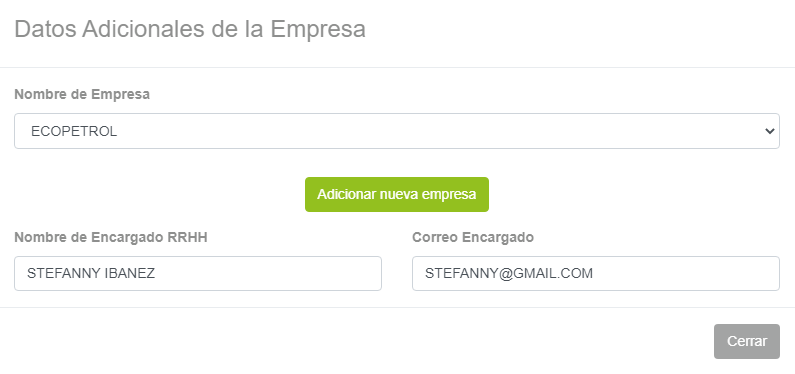 Datos Adicionales de la Empresa
Nombre de Empresa
ECOPETROL
Adicionar nueva empresa
Nombre de Encargado RRHH
Correo Encargado
STEFANNY IBANEZ
STEFANNY@GMAIL.COM
Cerrar